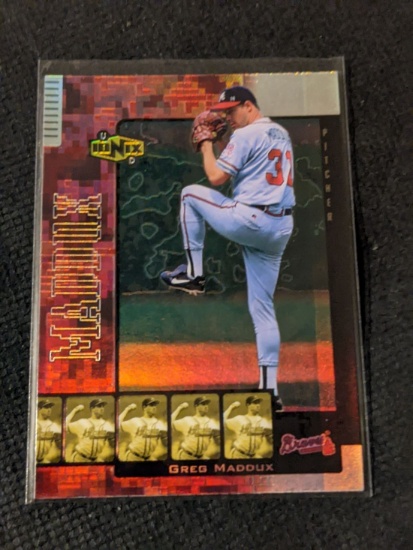 UD
IONIX
PITCHER
MADDUX
31
Braves
GREG MADDUX